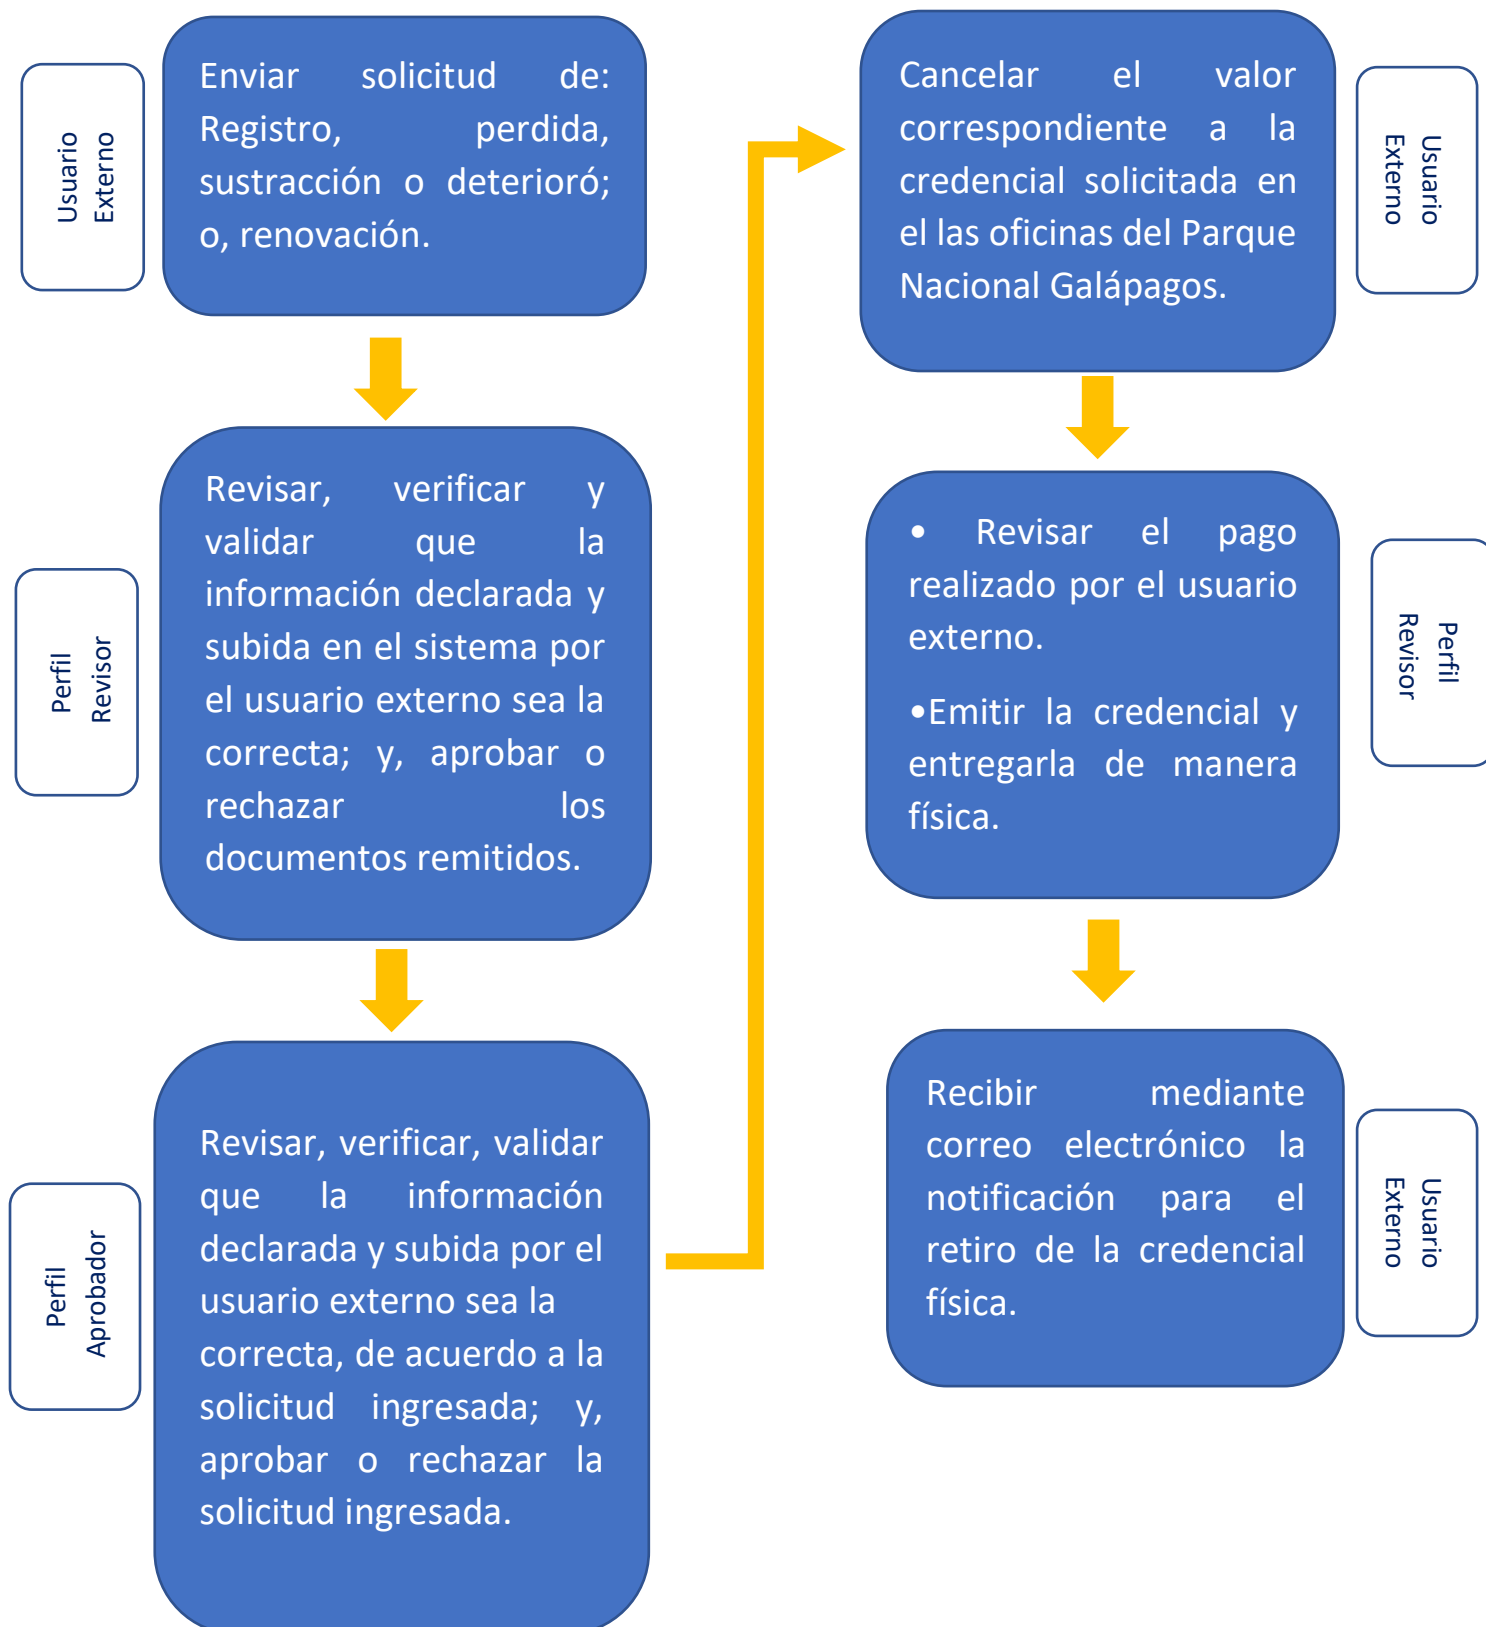 Usuario
Externo
Enviar solicitud de:
Registro, perdida,
sustracción o deterioró;
o, renovación.
Perfil
Revisor
Revisar, verificar y
validar que la
información declarada y
subida en el sistema por
el usuario externo sea la
correcta; y, aprobar o
rechazar los
documentos remitidos.
Perfil
Aprobador
Revisar, verificar, validar
que la información
declarada y subida por el
usuario externo sea la
correcta, de acuerdo a la
solicitud ingresada; y,
aprobar o rechazar la
solicitud ingresada.
Cancelar el valor
correspondiente a la
credencial solicitada en
el las oficinas del Parque
Nacional Galápagos.
Usuario
Externo
• Revisar el pago
realizado por el usuario
externo.
•Emitir la credencial y
entregarla de manera
física.
Perfil
Revisor
Recibir mediante
correo electrónico la
notificación para el
retiro de la credencial
física.
Usuario
Externo